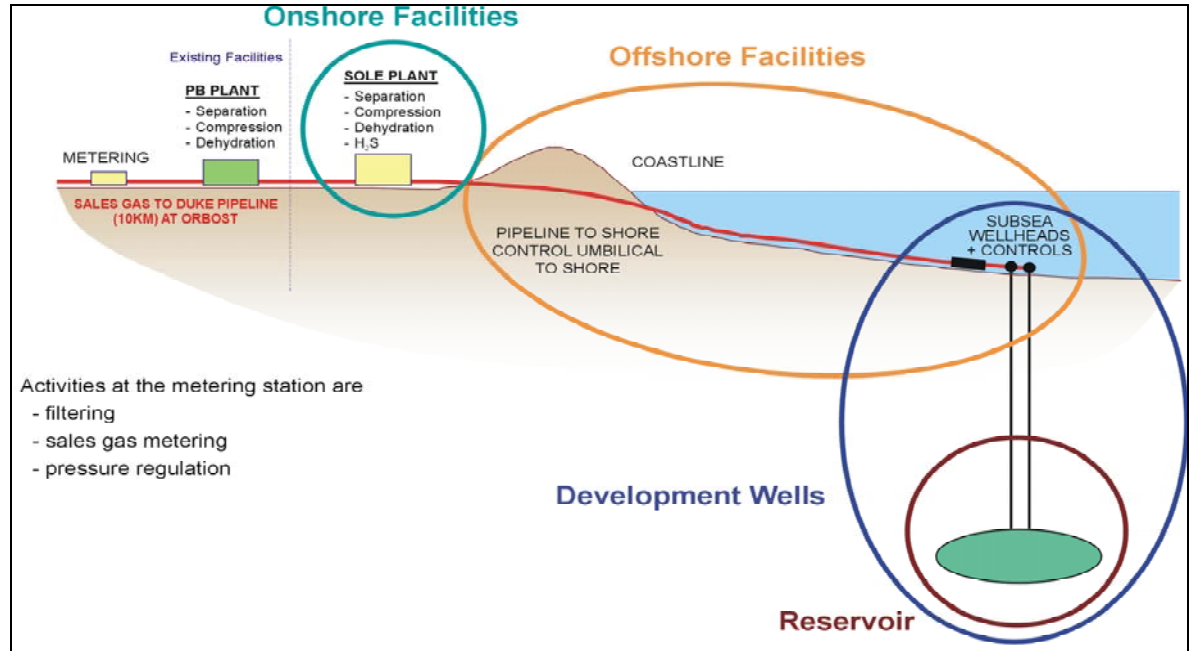 Onshore Facilities
Existing Facilities
PB PLANT
- Separation
- Compression
- Dehydration
SOLE PLANT
- Separation
- Compression
- Dehydration
- H₂S
Offshore Facilities
METERING
COASTLINE
SALES GAS TO DUKE PIPELINE
(10KM) AT ORBOST
PIPELINE TO SHORE
CONTROL UMBILICAL
TO SHORE
SUBSEA
WELLHEADS
+ CONTROLS
Activities at the metering station are
- filtering
- sales gas metering
- pressure regulation
Development Wells
Reservoir